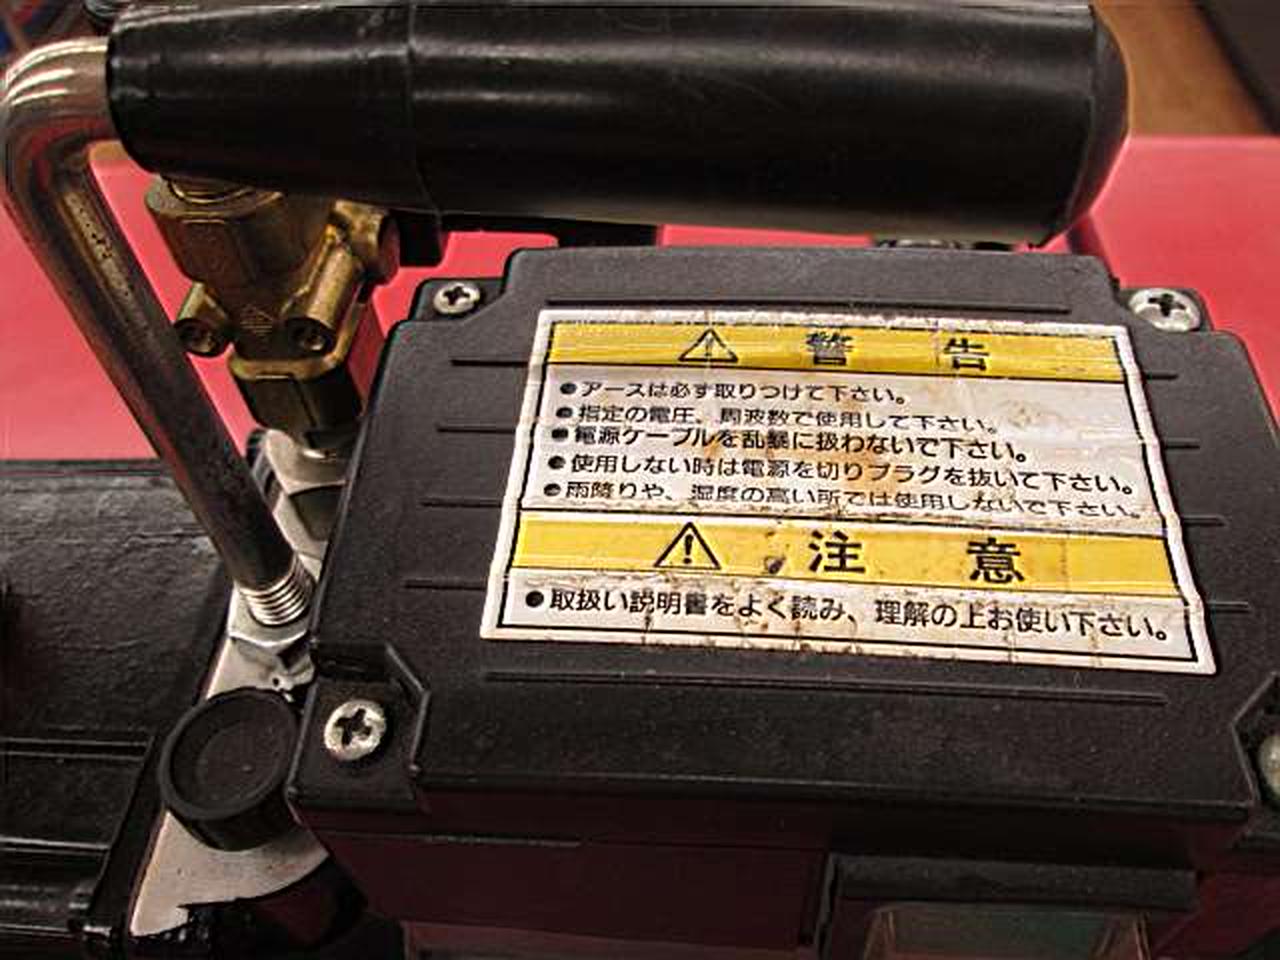 警告
●アースは必ず取りつけて下さい。
●指定の電圧、周波数で使用して下さい。
●電源ケーブルを乱暴に扱わないで下さい。
●使用しない時は電源を切りプラグを抜いて下さい。
●雨降りや、湿度の高い所では使用しないで下さい。
注意
●取扱い説明書をよく読み、理解の上お使い下さい。